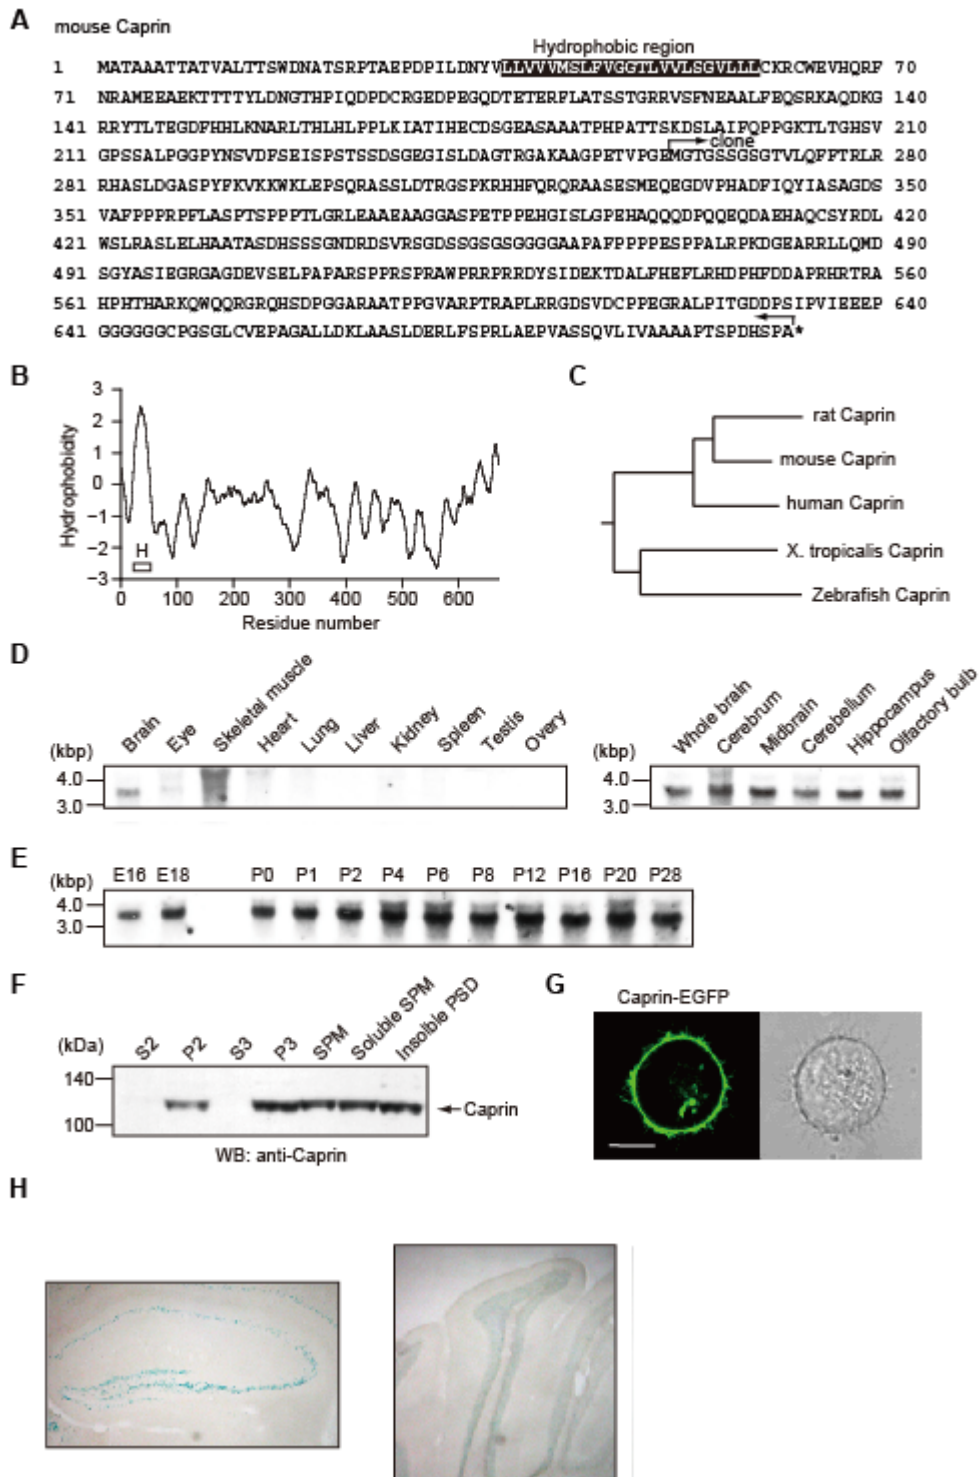 A
mouse Caprin
Hydrophobic region
1 MATAAATTATVALTTSWDNATSRPTAEPDPILDNYVLLVVVMSLFVGGTLVVLSGVLLLCKRCWEVHQRF 70
71 NRAMEEAEKTTTTYLDNGTHPIQDPDCRGEDPEGQDTETERFLATSSTGRRVSFNEAALFEQSRKAQDKG 140
141 RRYTLTEGDFHHLKNARLTHLHLPPLKIATIHECDSGEASAAATPHPATTSKDSLAIFQPPGKTLTGHSV 210
clone
211 GPSSALPGGPYNSVDFSEISPSTSSDSGEGISLDAGTRGAKAAGPETVPGEMGTGSSGSGTVLQFFTRLR 280
281 RHASLDGASPYFKVKKWKLEPSQRASSLDTRGSPKRHHFQRQRAASESMEQEGDVPHADFIQYIASAGDS 350
351 VAFPPPRPFLASPTSPPPTLGRLEAAEAAGGASPETPPEHGISLGPEHAQQQDPQQEQDAEHAQCSYRDL 420
421 WSLRASLELHAATASDHSSSGNDRDSVRSGDSSGSGSGGGGAAPAFPPPPESPPALRPKDGEARRLLQMD 490
491 SGYASIEGRGAGDEVSELPAPARSPPRSPRAWPRRPRRDYSIDEKTDALFHEFLRHDPHFDDAPRHRTRA 560
561 HPHTHARKQWQQRGRQHSDPGGARAATPPGVARPTRAPLRRGDSVDCPPEGRALPITGDDPSIPVIEEEP 640
641 GGGGGGCPGSGLCVEPAGALLDKLAASLDERLFSPRLAEPVASSQVLIVAAAAPTSPDHSPA*
B
C
3
2
1
0
−1
−2
−3
Hydrophobidity
H
0 100 200 300 400 500 600
Residue number
rat Caprin
mouse Caprin
human Caprin
X. tropicalis Caprin
Zebrafish Caprin
D
Brain Eye Skeletal muscle Heart Lung Liver Kidney Spleen Testis Overy
(kbp)
4.0
3.0
Whole brain Cerebrum Midbrain Cerebellum Hippocampus Olfactory bulb
(kbp)
4.0
3.0
E
E16 E18 P0 P1 P2 P4 P6 P8 P12 P16 P20 P28
(kbp)
4.0
3.0
F
S2 P2 S3 P3 SPM Soluble SPM Insolble PSD
(kDa)
140
100
Caprin
WB: anti-Caprin
G
Caprin-EGFP
H